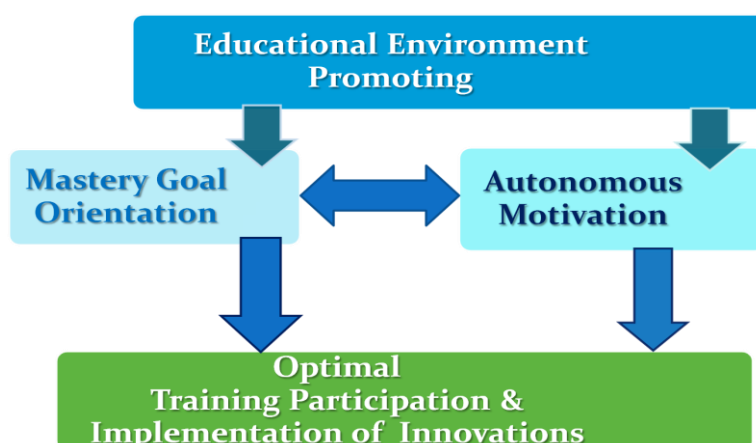 Educational Environment
Promoting
Mastery Goal
Orientation
Autonomous
Motivation
Optimal
Training Participation &
Implementation of Innovations